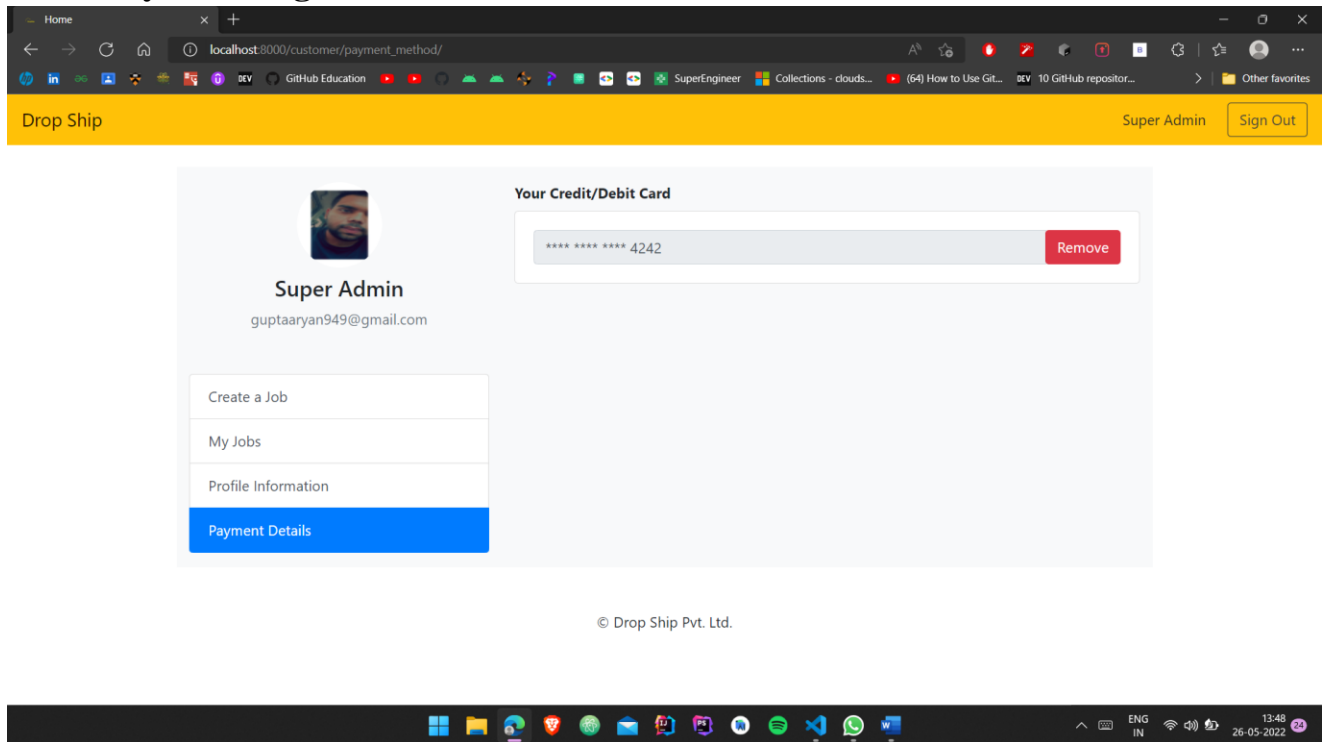 Home
localhost:8000/customer/payment_method/
GitHub Education
SuperEngineer
Collections - clouds...
(64) How to Use Git...
DEV
10 GitHub repositor...
Other favorites
Drop Ship
Super Admin
Sign Out
Your Credit/Debit Card
**** **** **** 4242
Remove
Super Admin
guptaaryan949@gmail.com
Create a Job
My Jobs
Profile Information
Payment Details
© Drop Ship Pvt. Ltd.
ENG
IN
13:48
26-05-2022
24